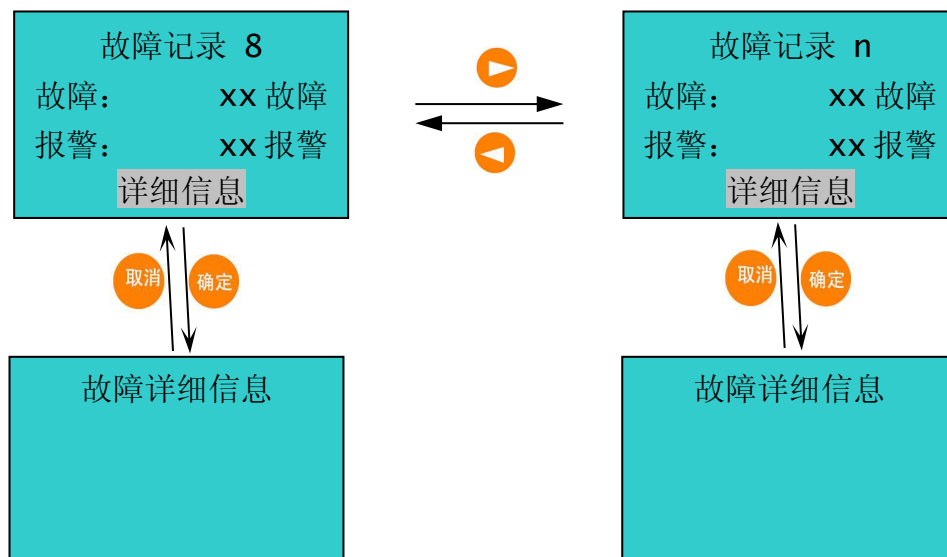 故障记录 8
故障： xx 故障
报警： xx 报警
详细信息
故障记录 n
故障： xx 故障
报警： xx 报警
详细信息
取消 确定
取消 确定
故障详细信息
故障详细信息